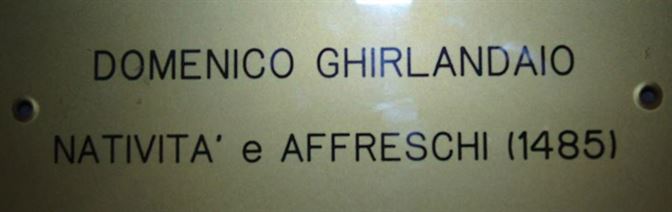 DOMENICO GHIRLANDAIO
NATIVITA' e AFFRESCHI (1485)